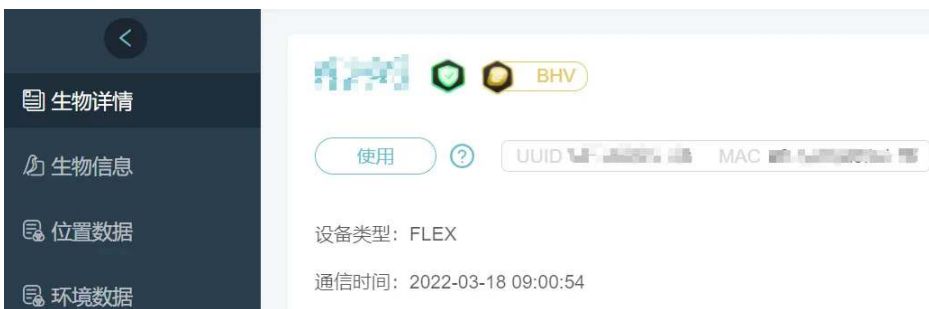 生物详情
生物信息
位置数据
环境数据
BHV
使用
UUID
MAC
设备类型：FLEX
通信时间：2022-03-18 09:00:54